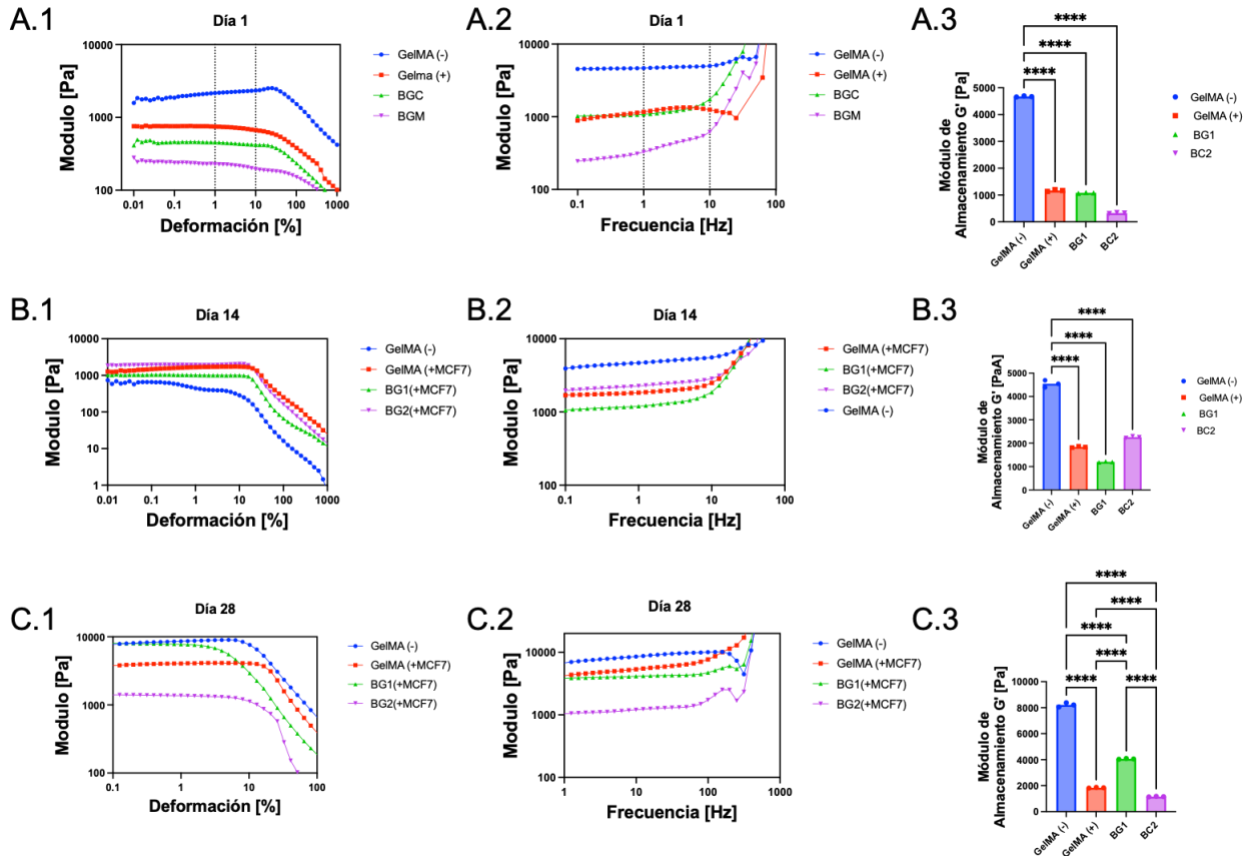 A.1
Día 1
Modulo [Pa]
10000
1000
100
0.01
0.1
1
10
100
1000
Deformación [%]
GelMA (-)
Gelma (+)
BGC
BGM
A.2
Día 1
Modulo [Pa]
10000
1000
100
0.1
1
10
100
Frecuencia [Hz]
GelMA (-)
GelMA (+)
BGC
BGM
A.3
Módulo de
Almacenamiento G' [Pa]
5000
4000
3000
2000
1000
0
****
****
****
GelMA (-)
GelMA (+)
BG1
BC2
GelMA (-)
GelMA (+)
BG1
BC2
B.1
Día 14
Modulo [Pa]
10000
1000
100
10
1
0.01
0.1
1
10
100
1000
Deformación [%]
GelMA (-)
GelMA (+MCF7)
BG1(+MCF7)
BG2(+MCF7)
B.2
Día 14
Modulo [Pa]
10000
1000
1
0.1
1
10
100
Frecuencia [Hz]
GelMA (+MCF7)
BG1(+MCF7)
BG2(+MCF7)
GelMA (-)
B.3
Módulo de
Almacenamiento G' [PaA]
5000
4000
3000
2000
1000
0
****
****
****
GelMA (-)
GelMA (+)
BG1
BC2
GelMA (-)
GelMA (+)
BG1
BC2
C.1
Día 28
Modulo [Pa]
10000
1000
100
0.1
1
10
100
Deformación [%]
GelMA (-)
GelMA (+MCF7)
BG1(+MCF7)
BG2(+MCF7)
C.2
Día 28
Modulo [Pa]
10000
1000
100
1
10
100
1000
Frecuencia [Hz]
GelMA (-)
GelMA (+MCF7)
BG1(+MCF7)
BG2(+MCF7)
C.3
Módulo de
Almacenamiento G' [Pa]
10000
8000
6000
4000
2000
0
****
****
****
****
****
GelMA (-)
GelMA (+)
BG1
BC2
GelMA (-)
GelMA (+)
BG1
BC2